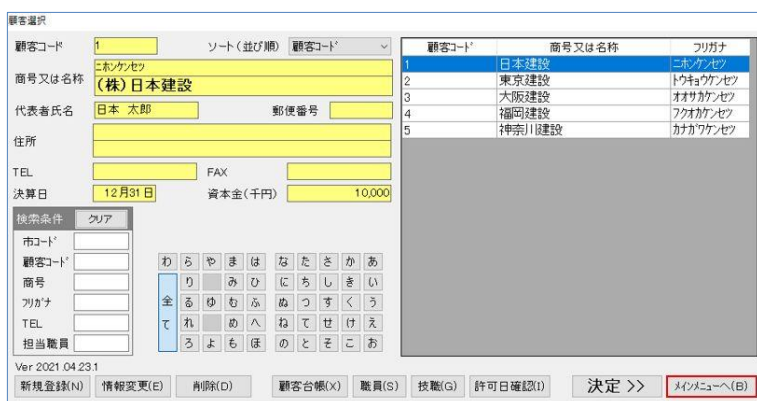 顧客選択
顧客コード 1 ソート(並び順) 顧客コード
商号又は名称 ニホンケンセツ
(株)日本建設
代表者氏名 日本 太郎 郵便番号
住所
TEL FAX
決算日 12月31日 資本金(千円) 10,000
検索条件 クリア
市コード
顧客コード
商号
フリガナ
TEL
担当職員
わ ら や ま は な た さ か あ
り み ひ に ち し き い
全て る ゆ む ふ ぬ つ す く う
れ め へ ね て せ け え
ろ よ も ほ の と そ こ お
顧客コード 商号又は名称 フリガナ
1 日本建設 ニホンケンセツ
2 東京建設 トウキョウケンセツ
3 大阪建設 オオサカケンセツ
4 福岡建設 フクオカケンセツ
5 神奈川建設 カナガワケンセツ
Ver 2021.04.23.1
新規登録(N) 情報変更(E) 削除(D) 顧客台帳(X) 職員(S) 技職(G) 許可日確認(I) 決定 >> メインメニューへ(B)